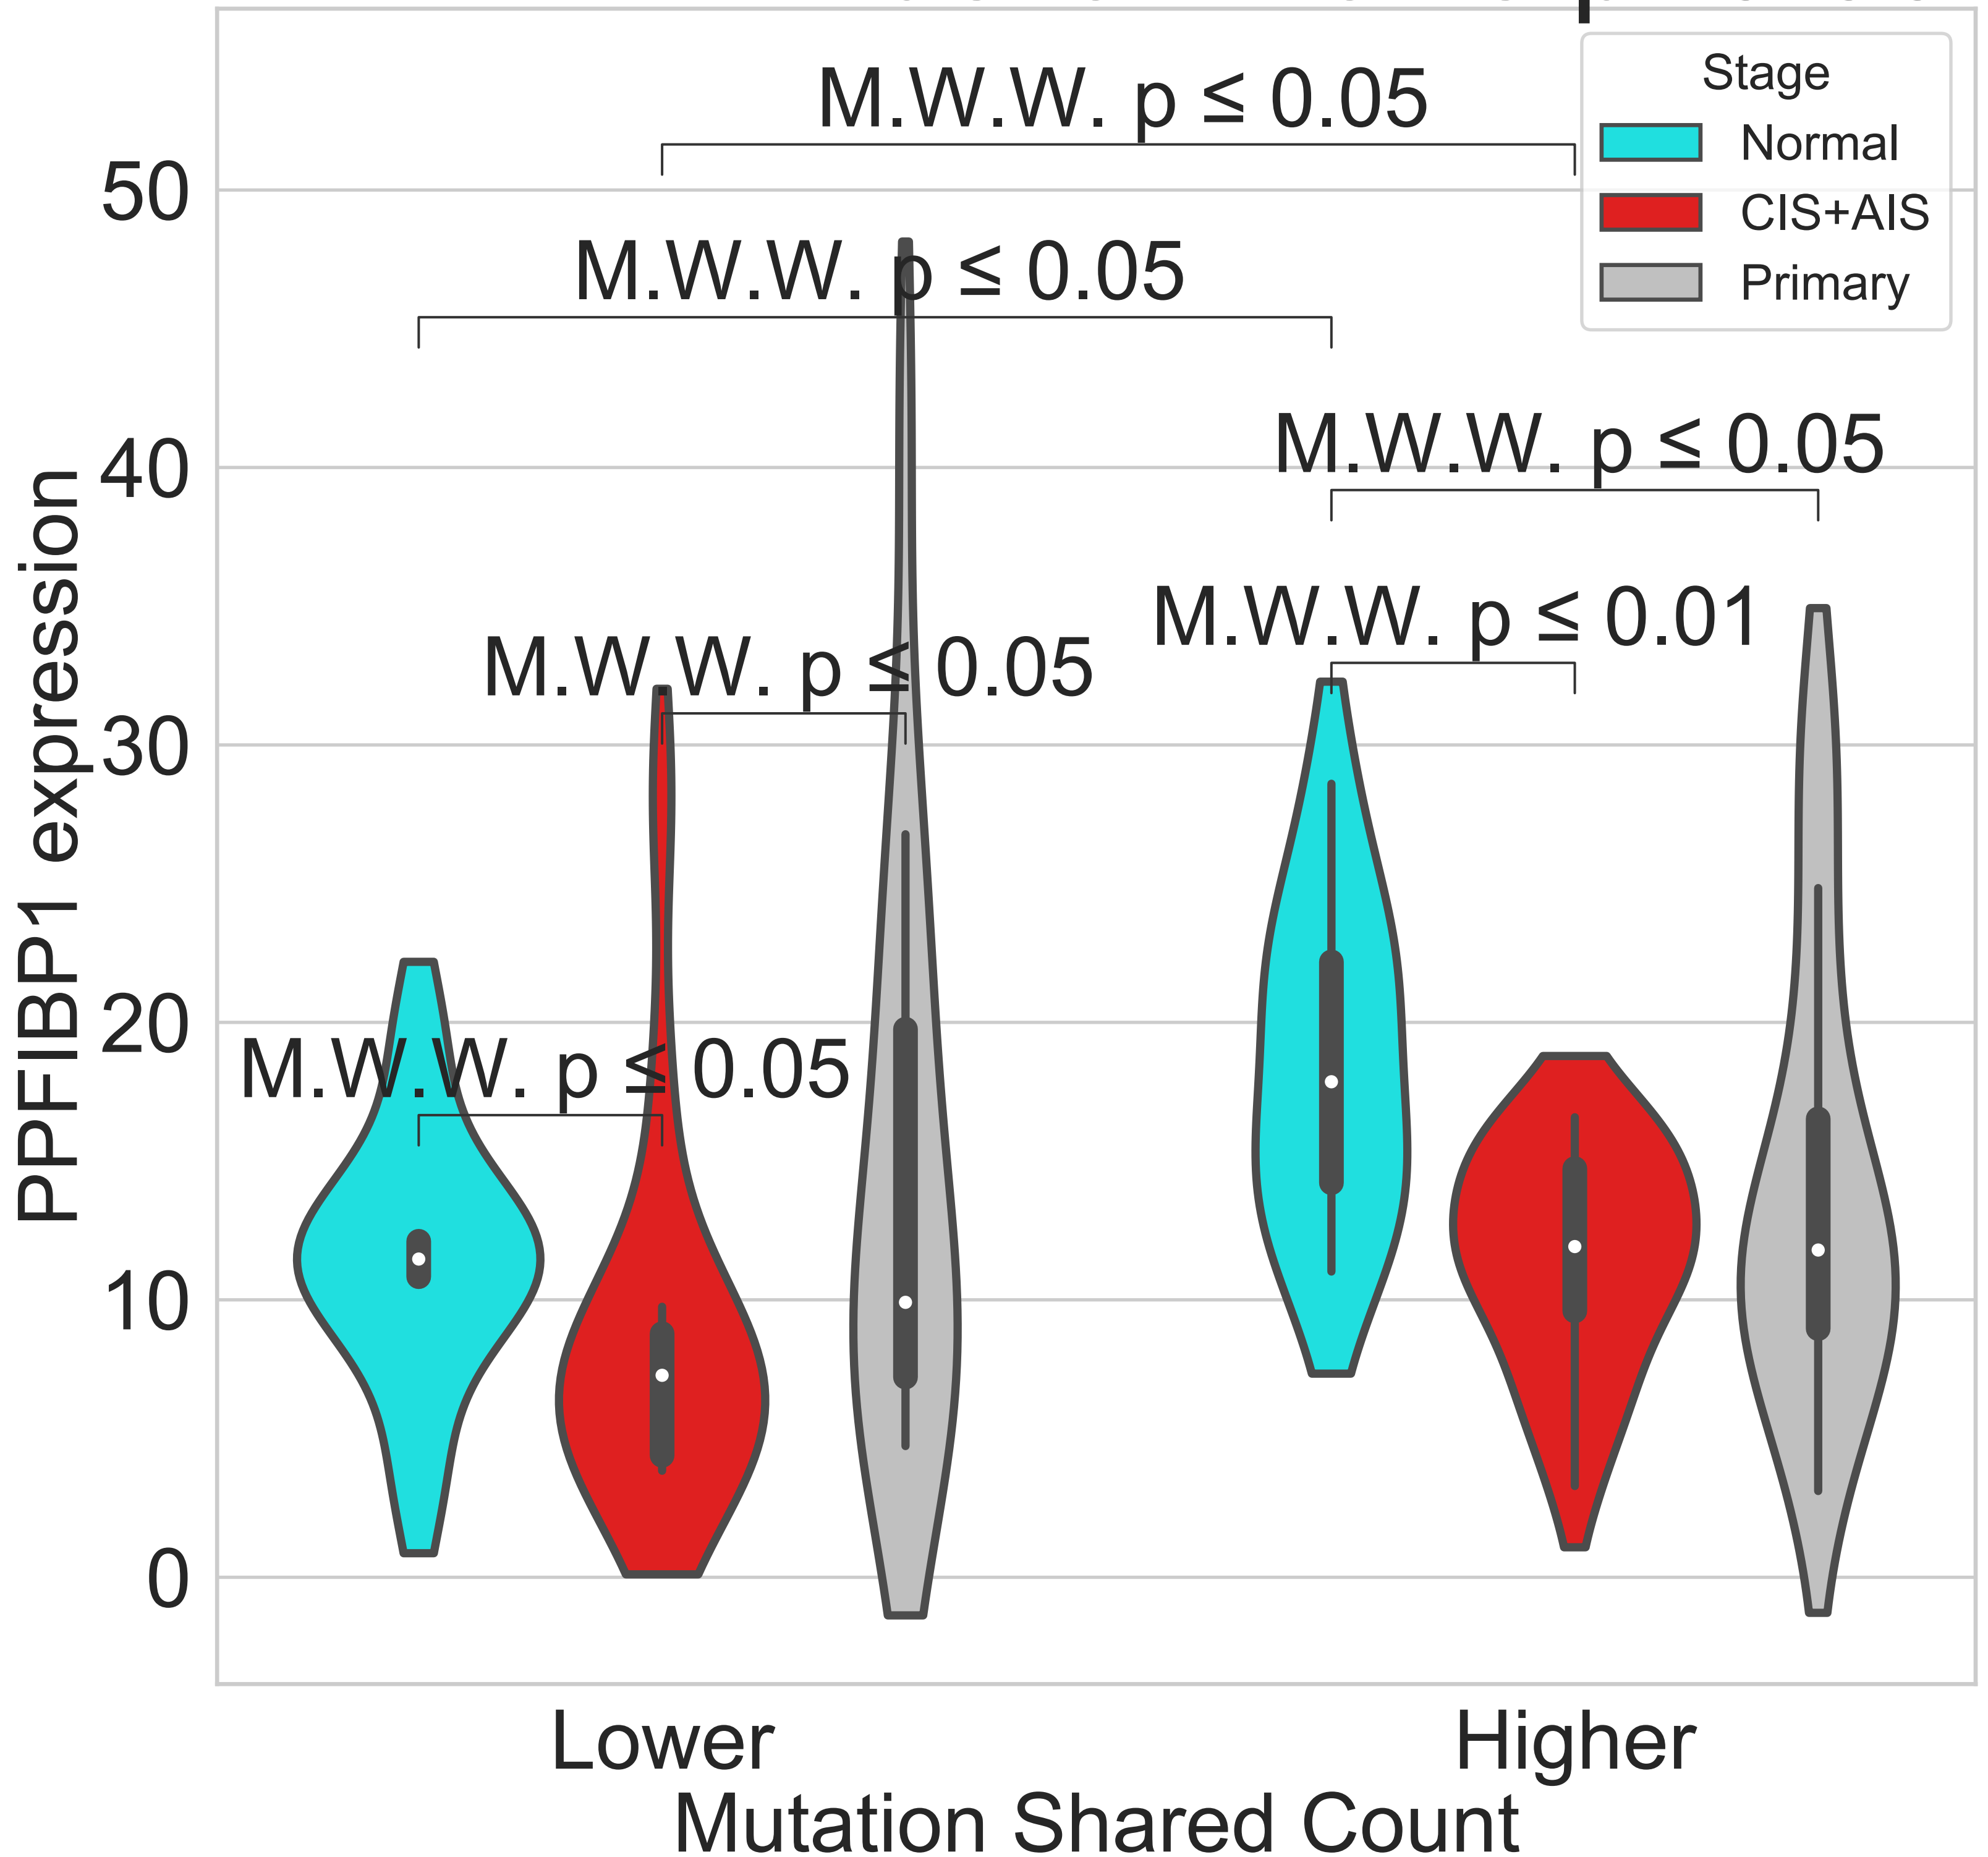 M.W.W. p ≤ 0.05
Stage
Normal
CIS+AIS
Primary
M.W.W. p ≤ 0.05
M.W.W. p ≤ 0.05
M.W.W. p ≤ 0.01
M.W.W. p ≤ 0.05
M.W.W. p ≤ 0.05
50
40
30
20
10
0
PPFIBP1 expression
Lower
Higher
Mutation Shared Count